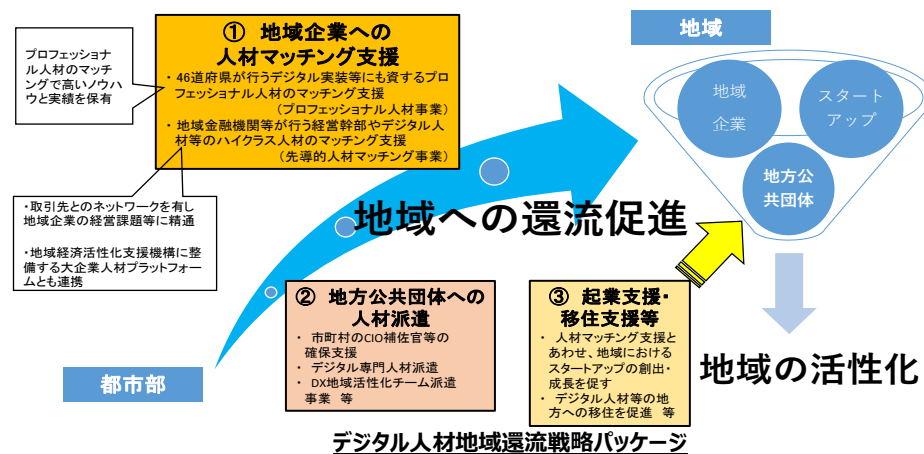 ① 地域企業への
人材マッチング支援
・ 46道府県が行うデジタル実装等にも資するプロ
フェッショナル人材のマッチング支援
(プロフェッショナル人材事業)
・ 地域金融機関等が行う経営幹部やデジタル人
材等のハイクラス人材のマッチング支援
(先導的人材マッチング事業)
プロフェッショナ
ル人材のマッチ
ングで高いノウハ
ウと実績を保有
・取引先とのネットワークを有し
地域企業の経営課題等に精通
・地域経済活性化支援機構に整
備する大企業人材プラットフォー
ムとも連携
地域
地域
企業
スタート
アップ
地方公
共団体
地域への還流促進
② 地方公共団体への
人材派遣
・ 市町村のCIO補佐官等の
確保支援
・ デジタル専門人材派遣
・ DX地域活性化チーム派遣
事業 等
③ 起業支援・
移住支援等
・ 人材マッチング支援と
あわせ、地域における
スタートアップの創出・
成長を促す
・ デジタル人材等の地
方への移住を促進 等
都市部
地域の活性化
デジタル人材地域還流戦略パッケージ